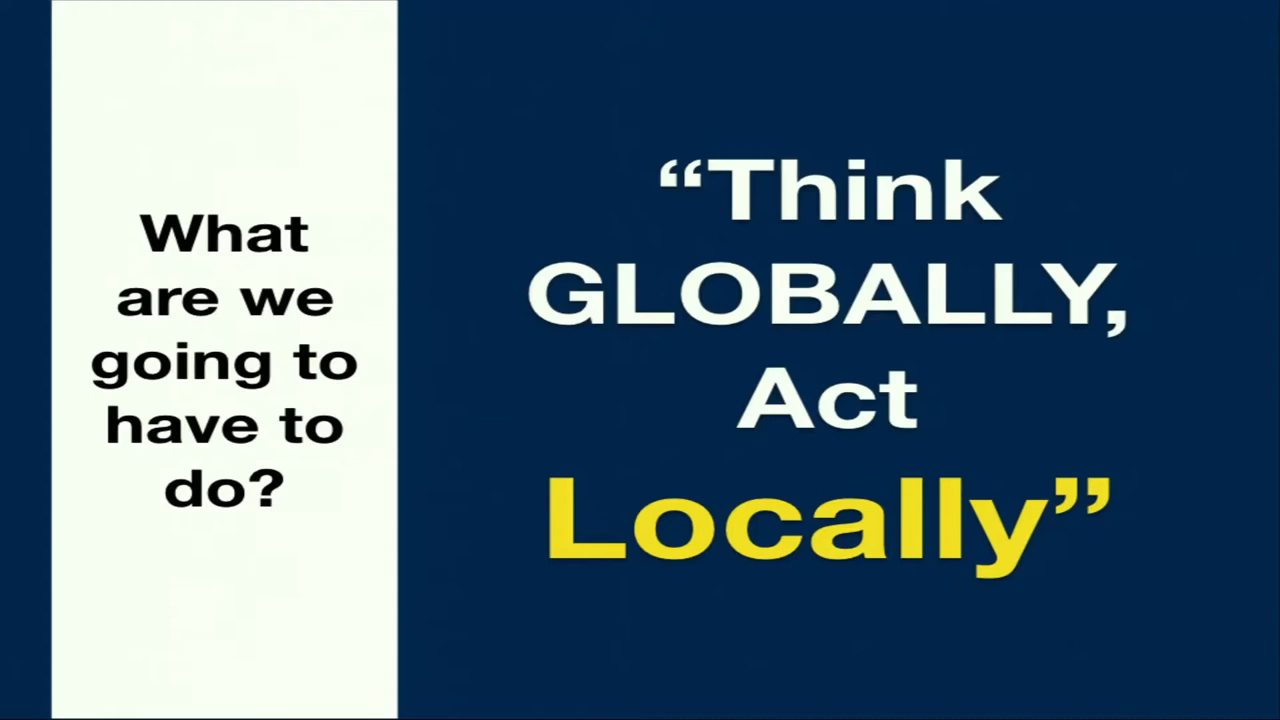 What
are we
going to
have to
do?
“Think
GLOBALLY,
Act
Locally”